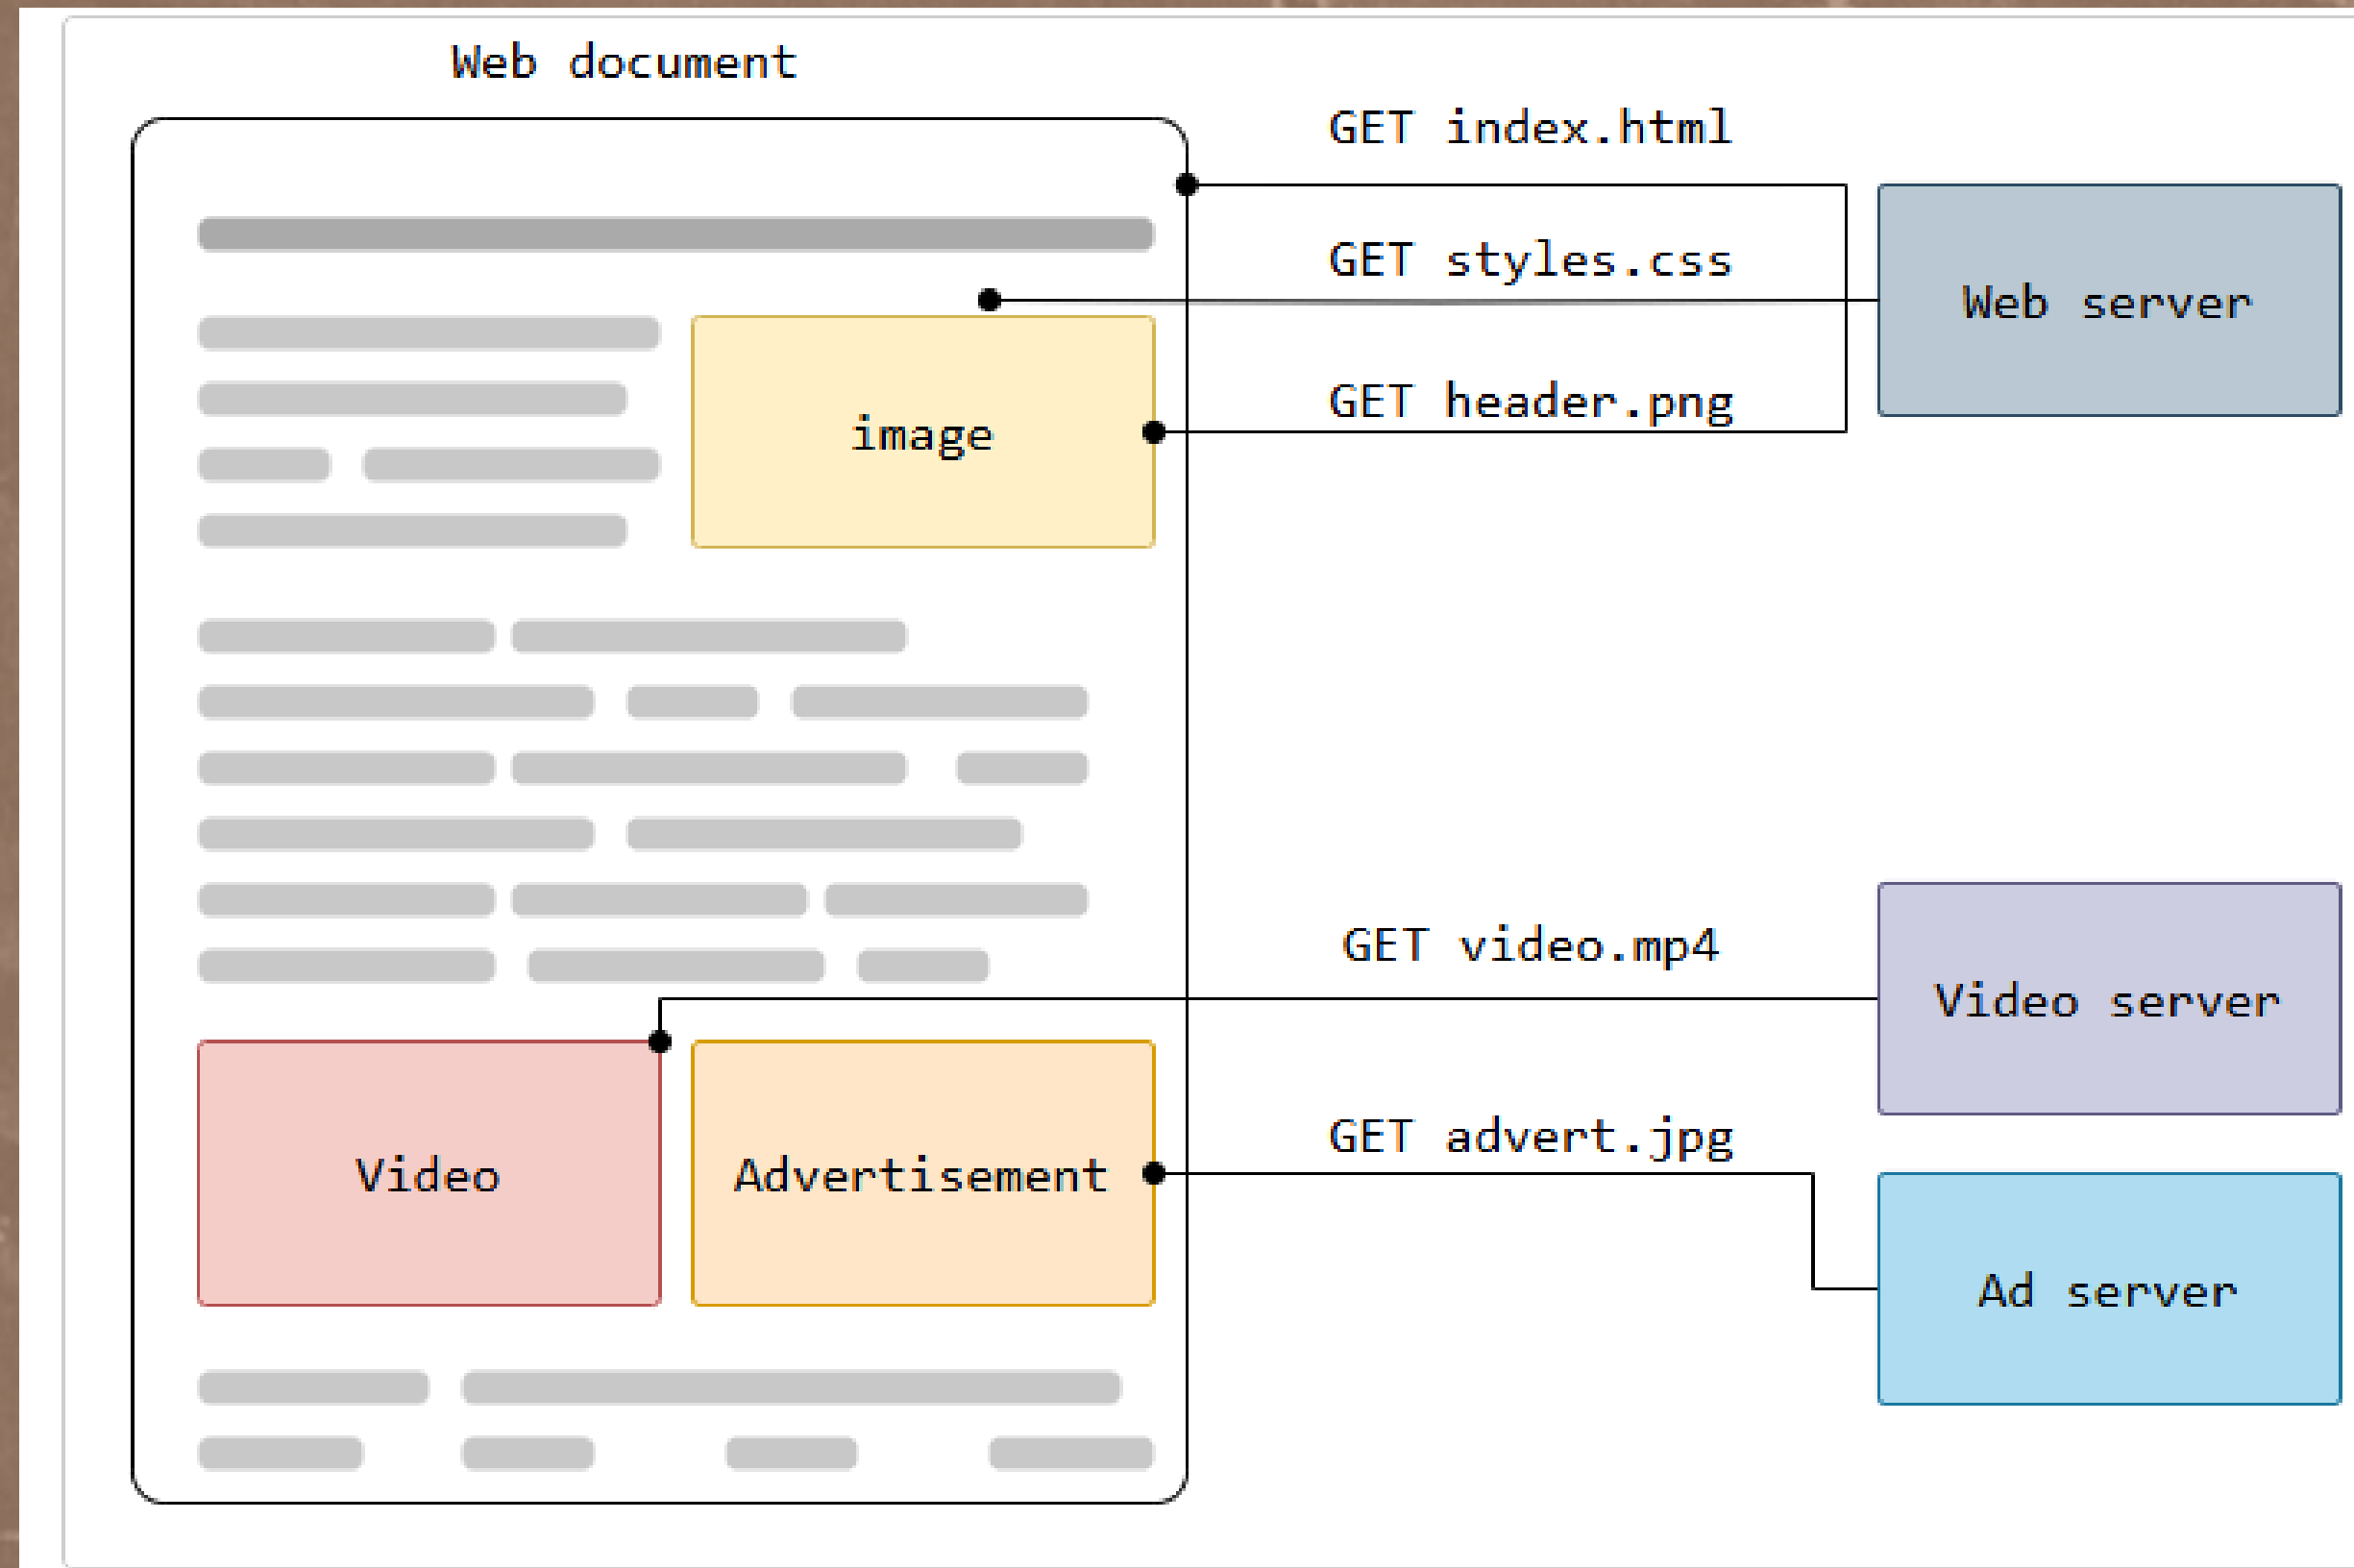 Web document
GET index.html
GET styles.css
Web server
GET header.png
image
GET video.mp4
Video server
GET advert.jpg
Video
Advertisement
Ad server